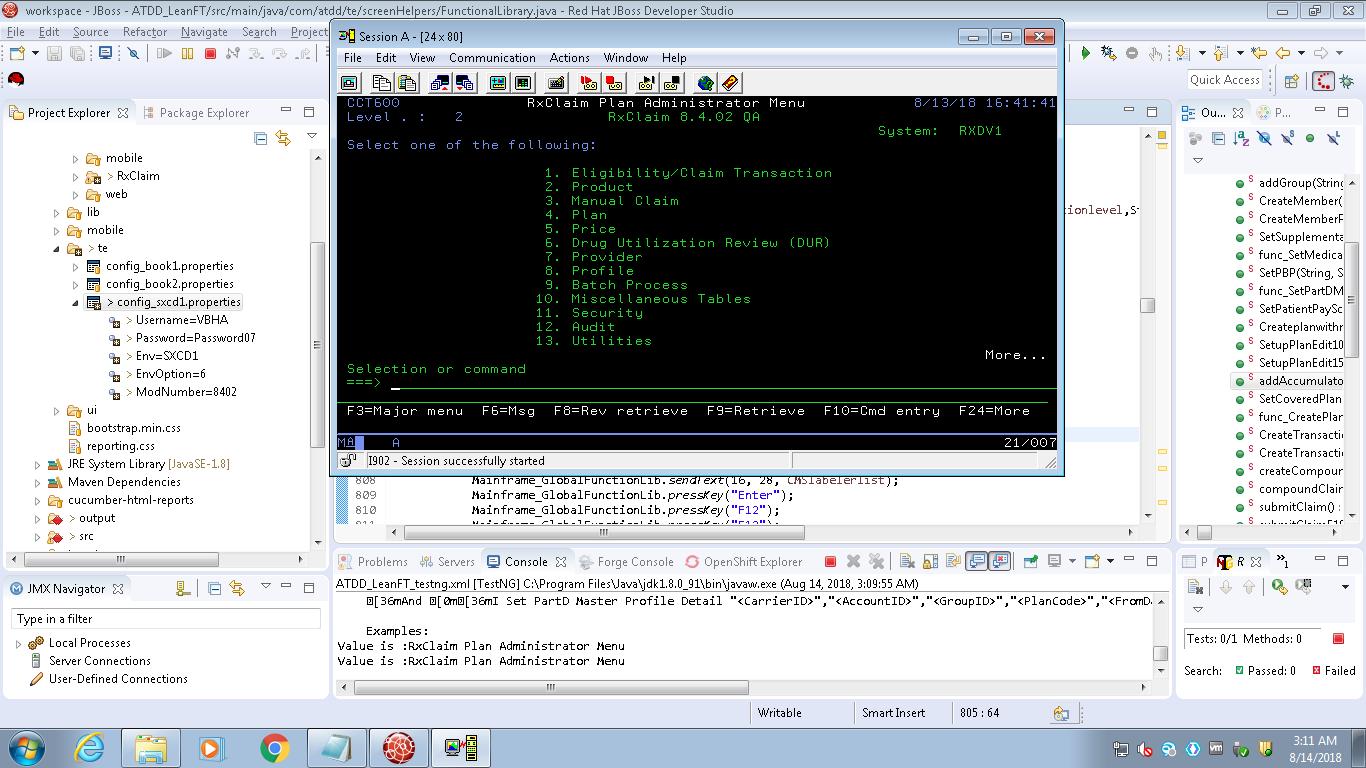 workspace - JBoss - ATDD_LeanFT/src/main/java/com/atdd/te/screenHelpers/FunctionalLibrary.java - Red Hat JBoss Developer Studio
File Edit Source Refactor Navigate Search Project
Quick Access
Project Explorer Package Explorer
mobile
> RxClaim
web
lib
mobile
> te
config_book1.properties
config_book2.properties
> config_sxcd1.properties
> Username=VBHA
> Password=Password07
> Env=SXCD1
> EnvOption=6
> ModNumber=8402
ui
bootstrap.min.css
reporting.css
JRE System Library [JavaSE-1.8]
Maven Dependencies
cucumber-html-reports
> output
> src
JMX Navigator
Type in a filter
Local Processes
Server Connections
User-Defined Connections
Session A - [24 x 80]
File Edit View Communication Actions Window Help
CCT600 RxClaim Plan Administrator Menu 8/13/18 16:41:41
Level . : 2 RxClaim 8.4.02 QA
System: RXDV1
Select one of the following:
1. Eligibility/Claim Transaction
2. Product
3. Manual Claim
4. Plan
5. Price
6. Drug Utilization Review (DUR)
7. Provider
8. Profile
9. Batch Process
10. Miscellaneous Tables
11. Security
12. Audit
13. Utilities
More...
Selection or command
===>
F3=Major menu F6=Msg F8=Rev retrieve F9=Retrieve F10=Cmd entry F24=More
MA A 21/007
I902 - Session successfully started
ionlevel,S
808 Mainframe_GlobalFunctionLib.sendText(16, 28, CMSlabelerlist);
809 Mainframe_GlobalFunctionLib.pressKey("Enter");
810 Mainframe_GlobalFunctionLib.pressKey("F12");
811 Mainframe_GlobalFunctionLib.pressKey("F12");
Ou... P...
addGroup(String
CreateMember(
CreateMemberF
SetSupplementa
func_SetMedica
SetPBP(String, S
func_SetPartDM
SetPatientPaySc
Createplanwithr
SetupPlanEdit10
SetupPlanEdit15
addAccumulato
SetCoveredPlan
func_CreatePlan
CreateTransactic
CreateTransactic
createCompour
compoundClair
submitClaim() :
Problems Servers Console Forge Console OpenShift Explorer
ATDD_LeanFT_testng.xml [TestNG] C:\Program Files\Java\jdk1.8.0_91\bin\javaw.exe (Aug 14, 2018, 3:09:55 AM)
[36mAnd [0m[36mI Set PartD Master Profile Detail "<CarrierID>","<AccountID>","<GroupID>","<PlanCode>","<FromDa
Examples:
Value is :RxClaim Plan Administrator Menu
Value is :RxClaim Plan Administrator Menu
P R
Tests: 0/1 Methods: 0
Search: Passed: 0 Failed
Writable Smart Insert 805 : 64
3:11 AM
8/14/2018